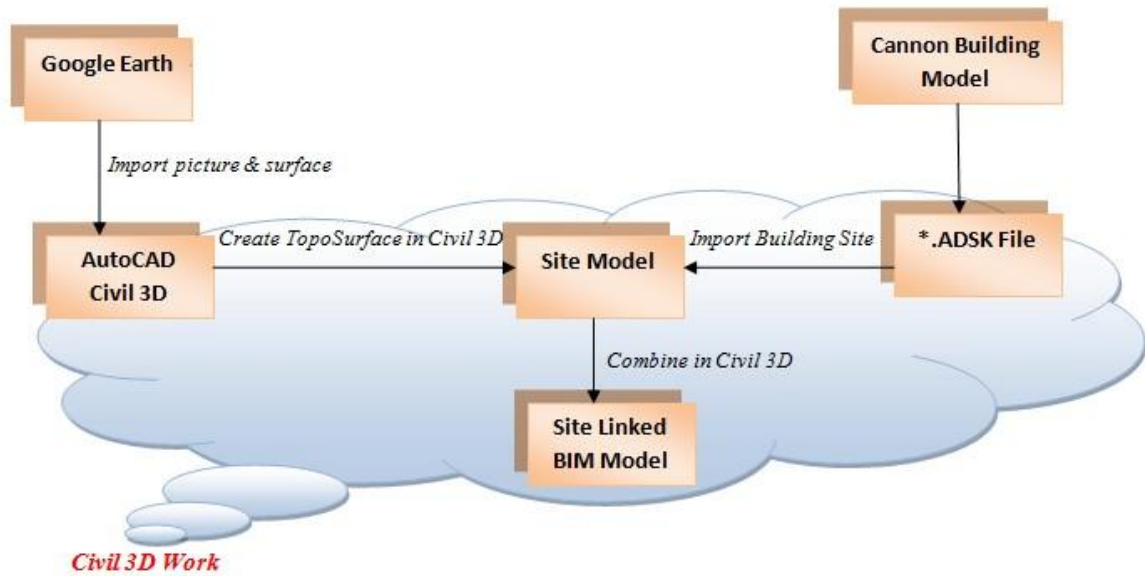 Google Earth
Cannon Building
Model
Import picture & surface
AutoCAD
Civil 3D
Create TopoSurface in Civil 3D
Site Model
Import Building Site
*.ADSK File
Combine in Civil 3D
Site Linked
BIM Model
Civil 3D Work